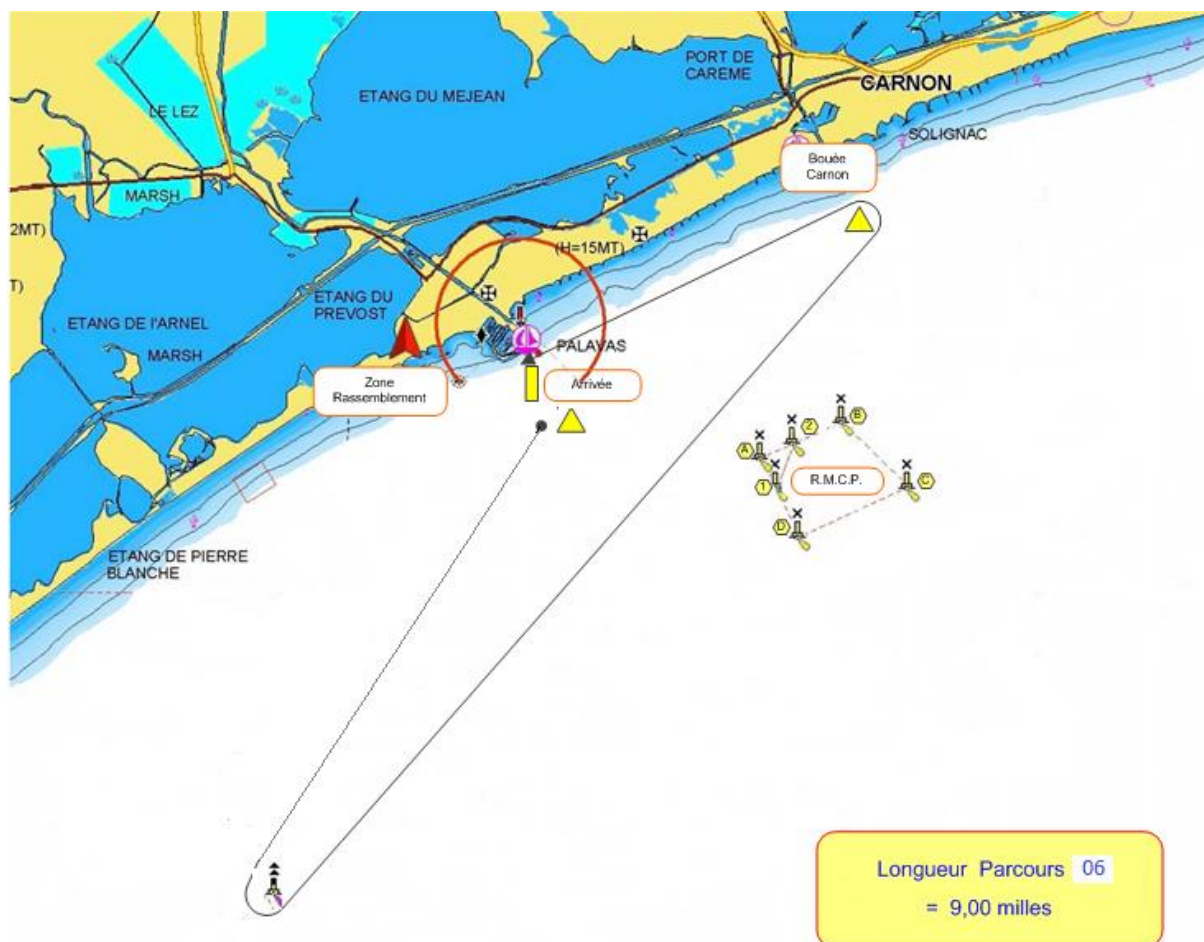 PORT DE
CAREME
ETANG DU MEJEAN
CARNON
LE LEZ
SOLIGNAC
Bouée
Carnon
MARSH
2MT)
(H=15MT)
T)
ETANG DU
PREVOST
ETANG DE l'ARNEL
MARSH
PALAVAS
Zone
Rassemblement
Arrivée
2
B
A
1
R.M.C.P.
C
D
ETANG DE PIERRE
BLANCHE
Longueur Parcours 06
= 9,00 milles